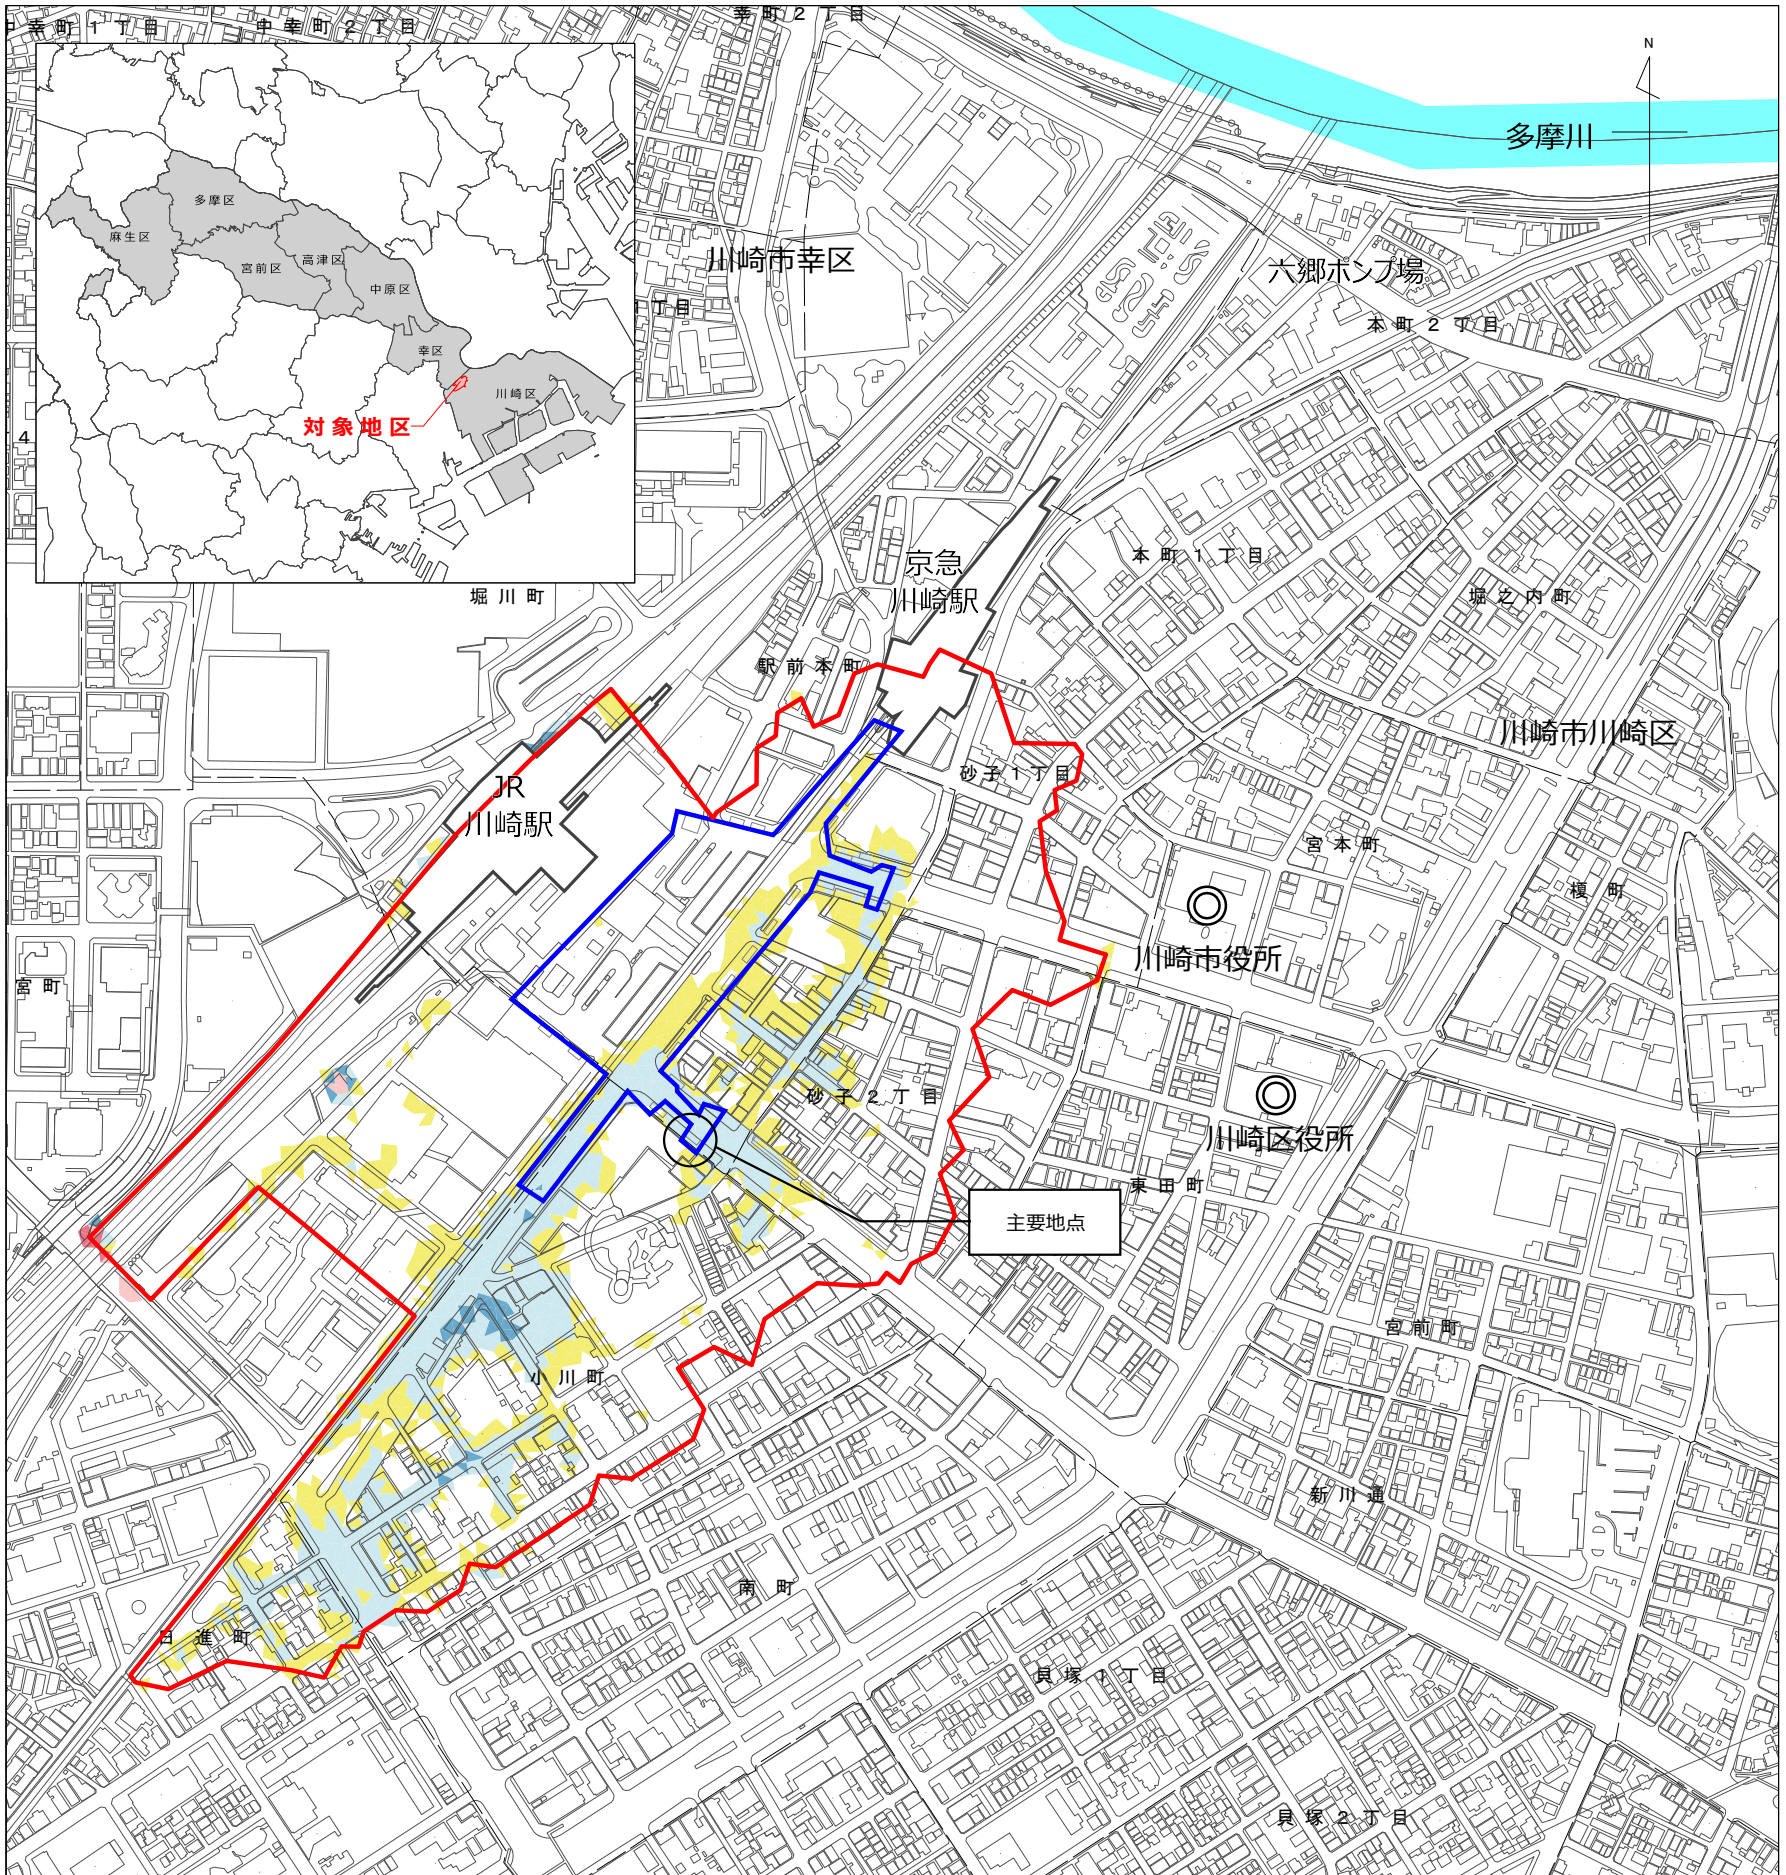 中幸町1丁目
中幸町2丁目
幸町2丁目
N
多摩川
多摩区
麻生区
宮前区
高津区
中原区
幸区
川崎区
対象地区
川崎市幸区
六郷ポンプ場
1丁目
本町2丁目
4
京急
川崎駅
本町1丁目
堀川町
堀之内町
駅前本町
川崎市川崎区
砂子1丁目
JR
川崎駅
宮本町
榎町
川崎市役所
宮町
砂子2丁目
川崎区役所
東田町
主要地点
宮前町
小川町
新川通
南町
日進町
貝塚1丁目
貝塚2丁目